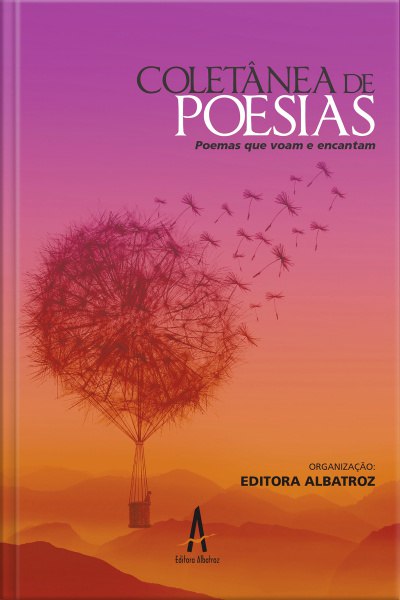 COLETÂNEA DE
POESIAS
Poemas que voam e encantam
ORGANIZAÇÃO:
EDITORA ALBATROZ
A
Editora Albatroz